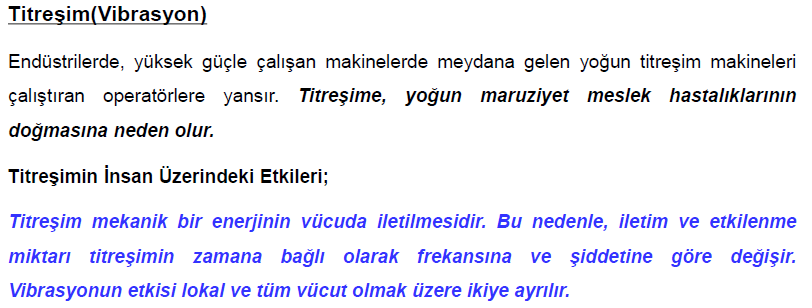 Titreşim(Vibrasyon)
Endüstrilerde, yüksek güçle çalışan makinelerde meydana gelen yoğun titreşim makineleri
çalıştıran operatörlere yansır. Titreşime, yoğun maruziyet meslek hastalıklarının
doğmasına neden olur.
Titreşimin İnsan Üzerindeki Etkileri;
Titreşim mekanik bir enerjinin vücuda iletilmesidir. Bu nedenle, iletim ve etkilenme
miktarı titreşimin zamana bağlı olarak frekansına ve şiddetine göre değişir.
Vibrasyonun etkisi lokal ve tüm vücut olmak üzere ikiye ayrılır.